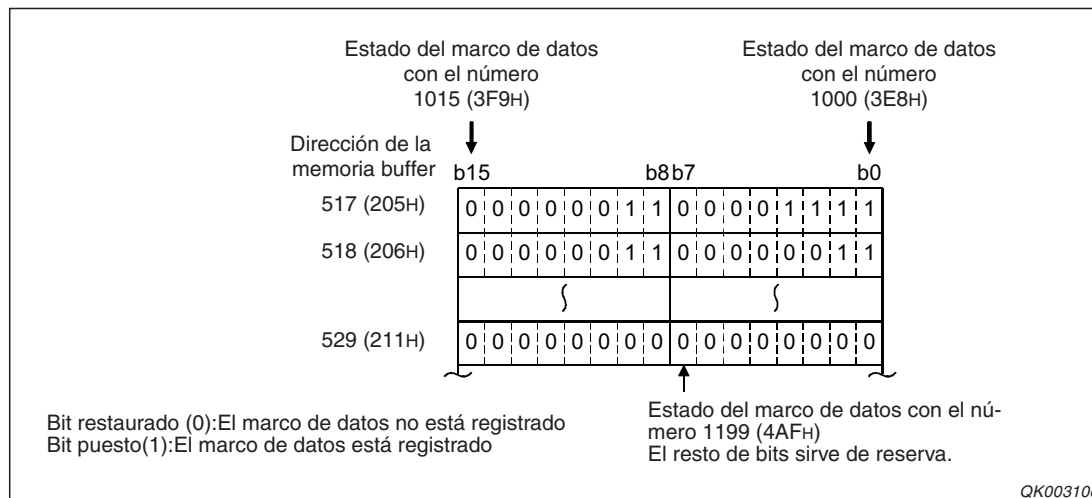 Estado del marco de datos
con el número
1015 (3F9H)
Estado del marco de datos
con el número
1000 (3E8H)
Dirección de la
memoria buffer
b15 b8 b7 b0
517 (205H) 0 0 0 0 0 0 1 1 0 0 0 0 1 1 1 1
518 (206H) 0 0 0 0 0 0 1 1 0 0 0 0 0 0 1 1
529 (211H) 0 0 0 0 0 0 0 0 0 0 0 0 0 0 0 0
Bit restaurado (0):El marco de datos no está registrado
Bit puesto(1):El marco de datos está registrado
Estado del marco de datos con el nú-
mero 1199 (4AFH)
El resto de bits sirve de reserva.